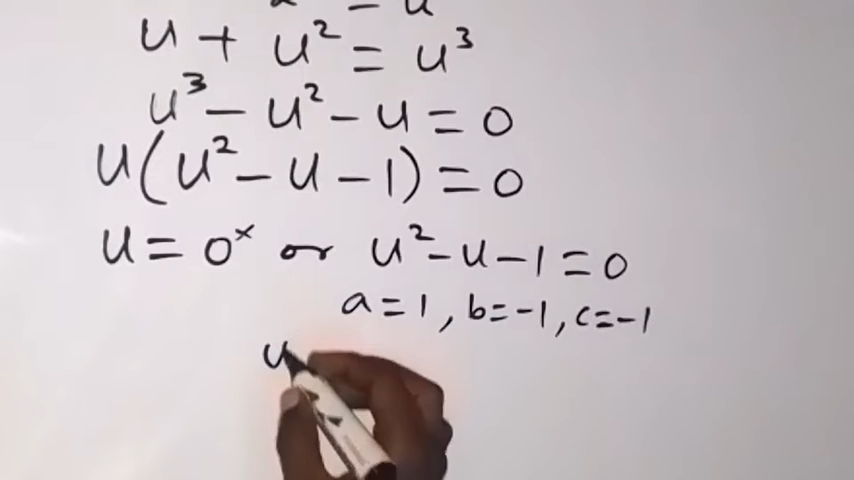 u + u² = u³
u³ - u² - u = 0
u(u² - u - 1) = 0
u = 0ˣ or u² - u - 1 = 0
a = 1, b = -1, c = -1
u